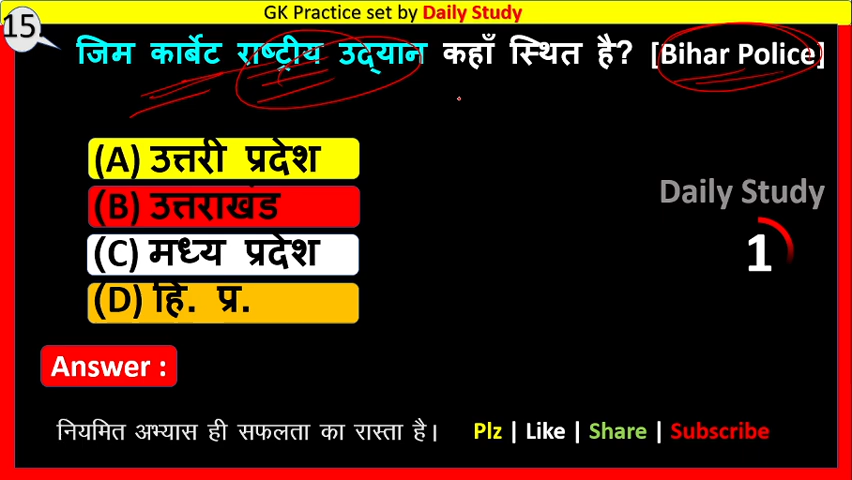 GK Practice set by Daily Study
15.
जिम कार्बेट राष्ट्रीय उद्यान कहाँ स्थित है? [Bihar Police]
(A) उत्तरी प्रदेश
(B) उत्तराखंड
(C) मध्य प्रदेश
(D) हि. प्र.
Daily Study
1
Answer :
नियमित अभ्यास ही सफलता का रास्ता है।
Plz | Like | Share | Subscribe